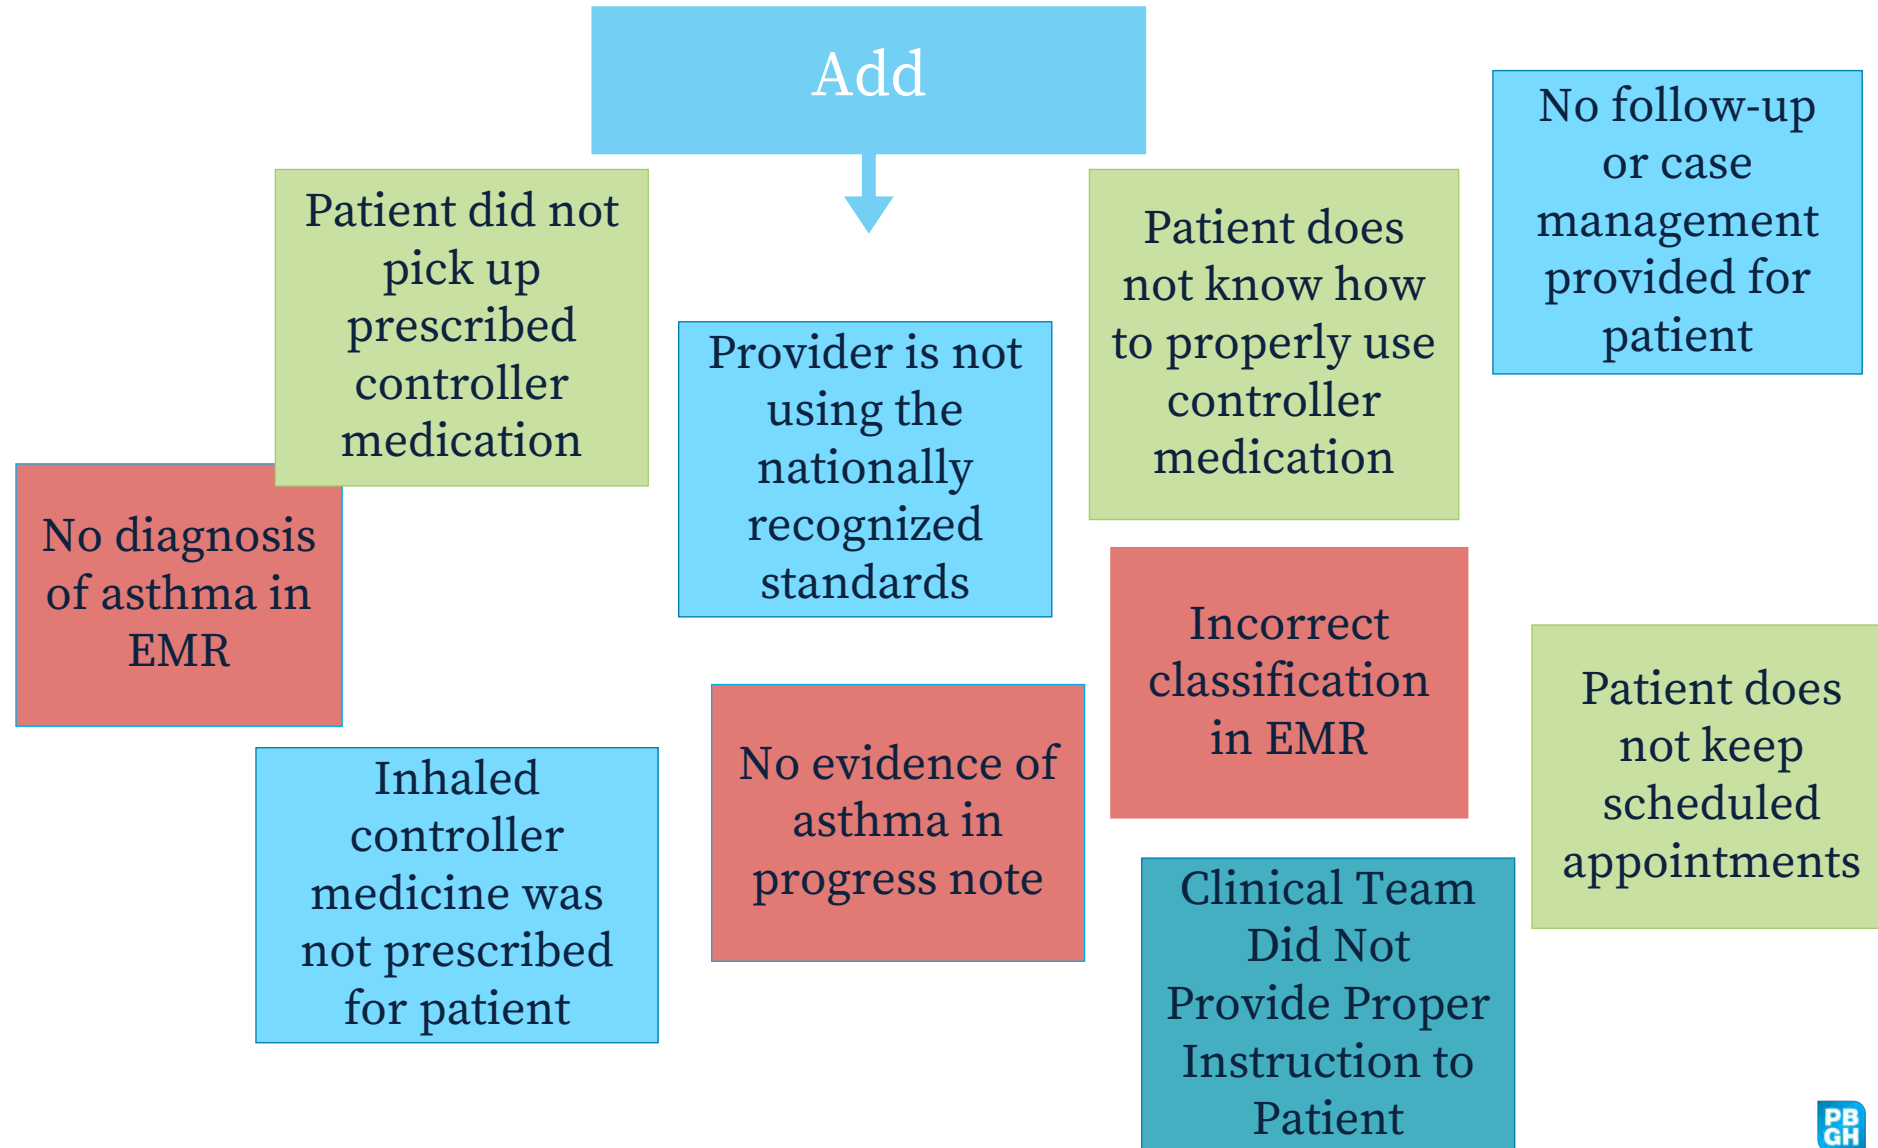 Add
No follow-up
or case
management
provided for
patient
Patient did not
pick up
prescribed
controller
medication
Patient does
not know how
to properly use
controller
medication
Provider is not
using the
nationally
recognized
standards
No diagnosis
of asthma in
EMR
Incorrect
classification
in EMR
Patient does
not keep
scheduled
appointments
No evidence of
asthma in
progress note
Inhaled
controller
medicine was
not prescribed
for patient
Clinical Team
Did Not
Provide Proper
Instruction to
Patient
PB
GH